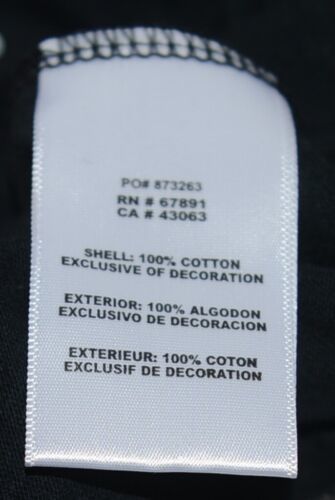 PO# 873263
RN # 67891
CA # 43063
SHELL: 100% COTTON
EXCLUSIVE OF DECORATION
EXTERIOR: 100% ALGODON
EXCLUSIVO DE DECORACION
EXTERIEUR: 100% COTON
EXCLUSIF DE DECORATION